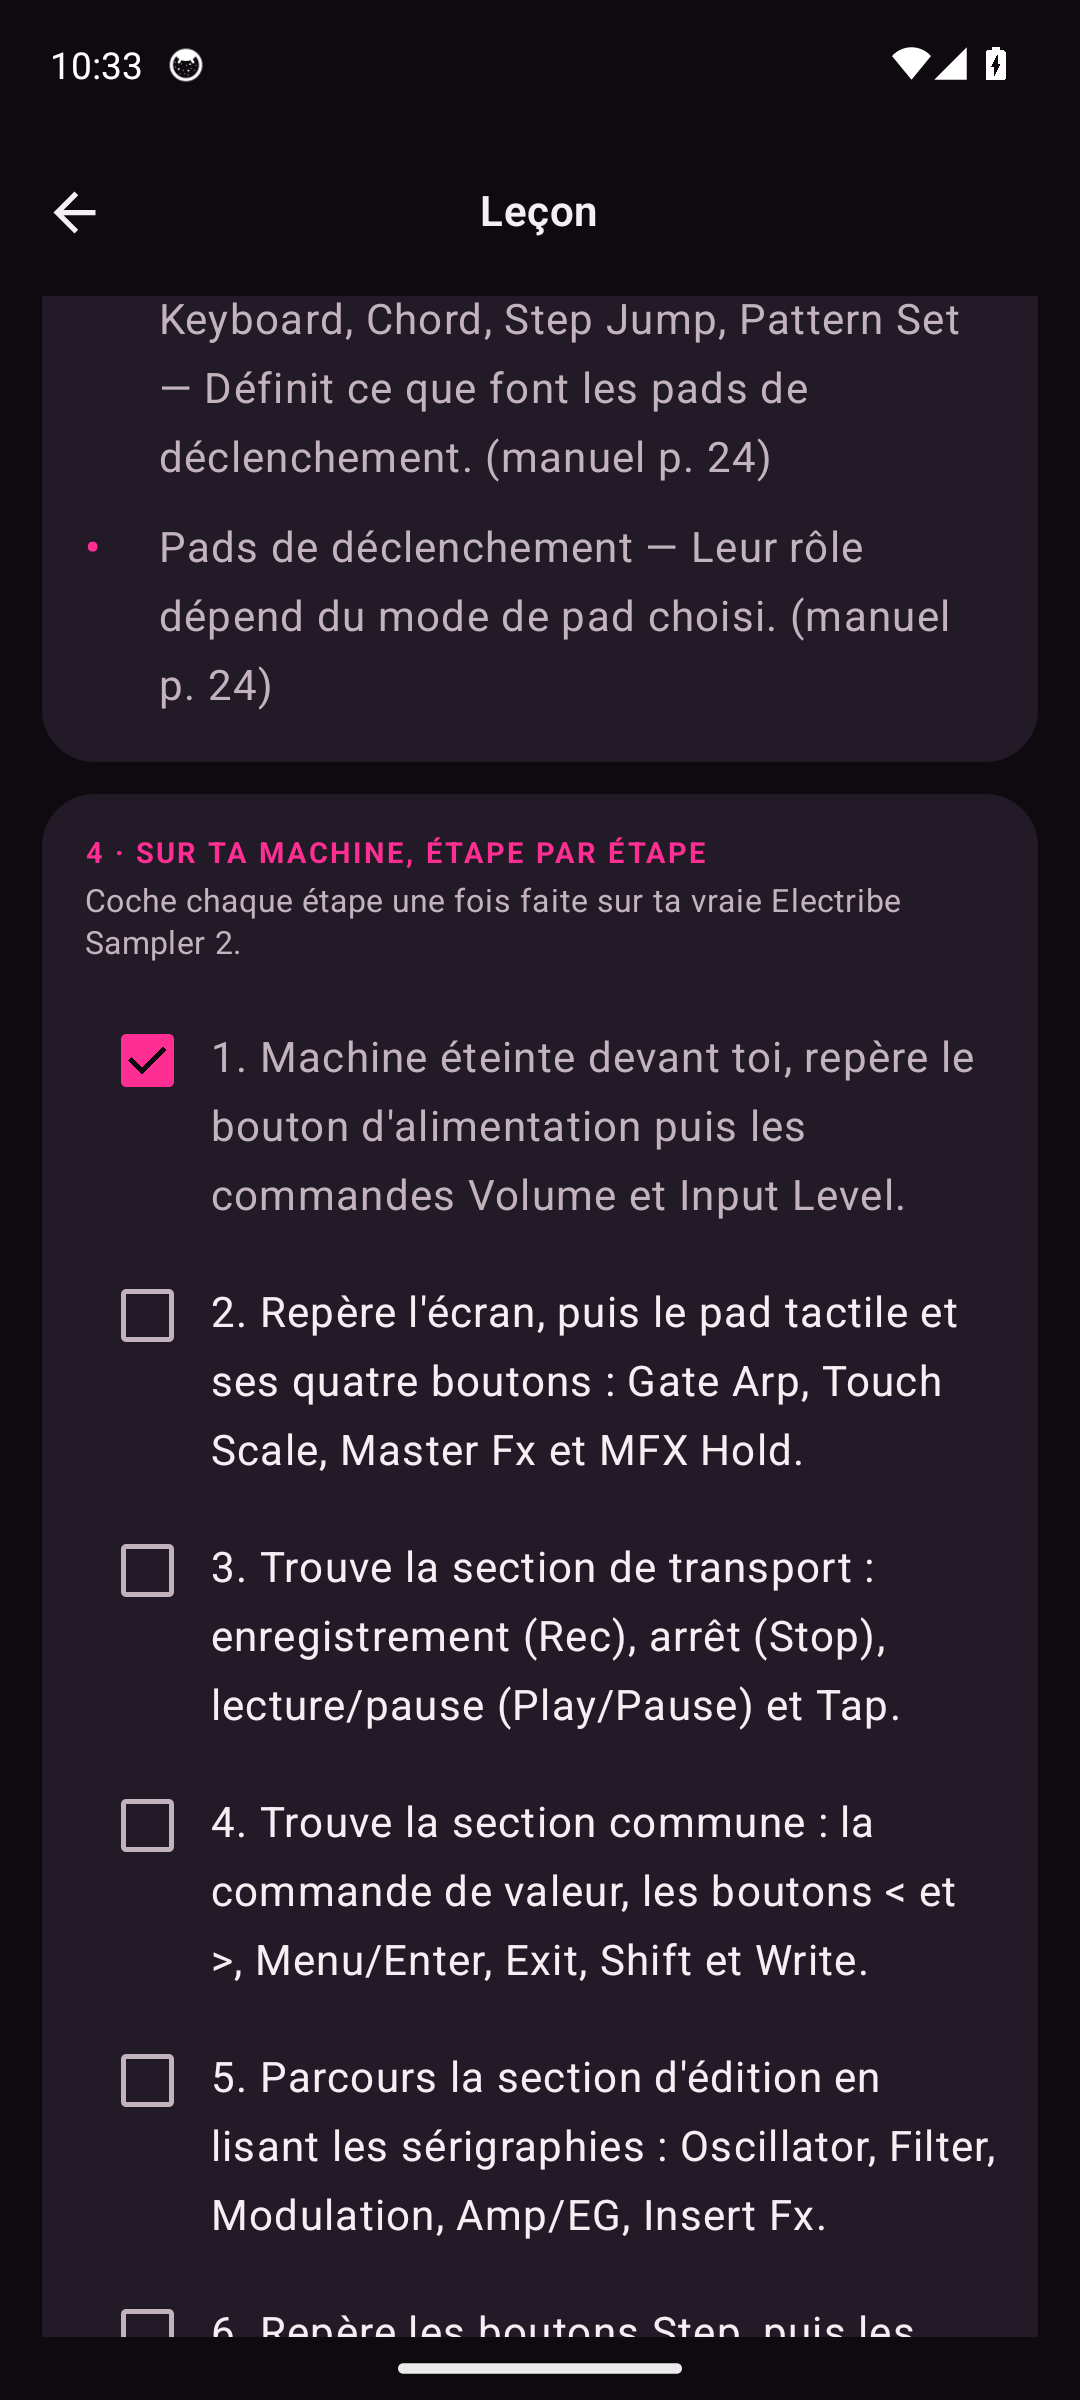 10:33
Leçon
Keyboard, Chord, Step Jump, Pattern Set
— Définit ce que font les pads de
déclenchement. (manuel p. 24)
• Pads de déclenchement — Leur rôle
dépend du mode de pad choisi. (manuel
p. 24)
4 · SUR TA MACHINE, ÉTAPE PAR ÉTAPE
Coche chaque étape une fois faite sur ta vraie Electribe
Sampler 2.
1. Machine éteinte devant toi, repère le
bouton d'alimentation puis les
commandes Volume et Input Level.
2. Repère l'écran, puis le pad tactile et
ses quatre boutons : Gate Arp, Touch
Scale, Master Fx et MFX Hold.
3. Trouve la section de transport :
enregistrement (Rec), arrêt (Stop),
lecture/pause (Play/Pause) et Tap.
4. Trouve la section commune : la
commande de valeur, les boutons < et
>, Menu/Enter, Exit, Shift et Write.
5. Parcours la section d'édition en
lisant les sérigraphies : Oscillator, Filter,
Modulation, Amp/EG, Insert Fx.
6. Repère les boutons Step, puis les